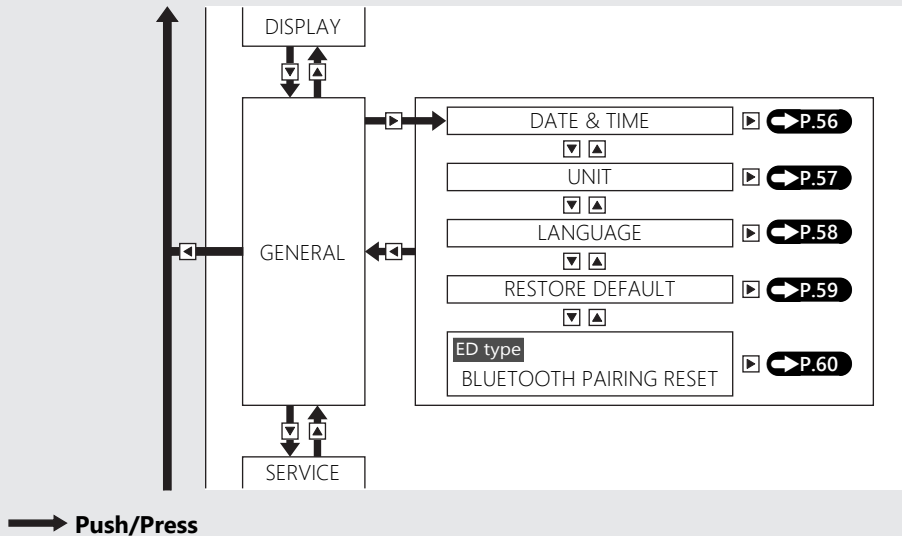 DISPLAY
DATE & TIME P.56
UNIT P.57
LANGUAGE P.58
GENERAL
RESTORE DEFAULT P.59
ED type
BLUETOOTH PAIRING RESET P.60
SERVICE
Push/Press